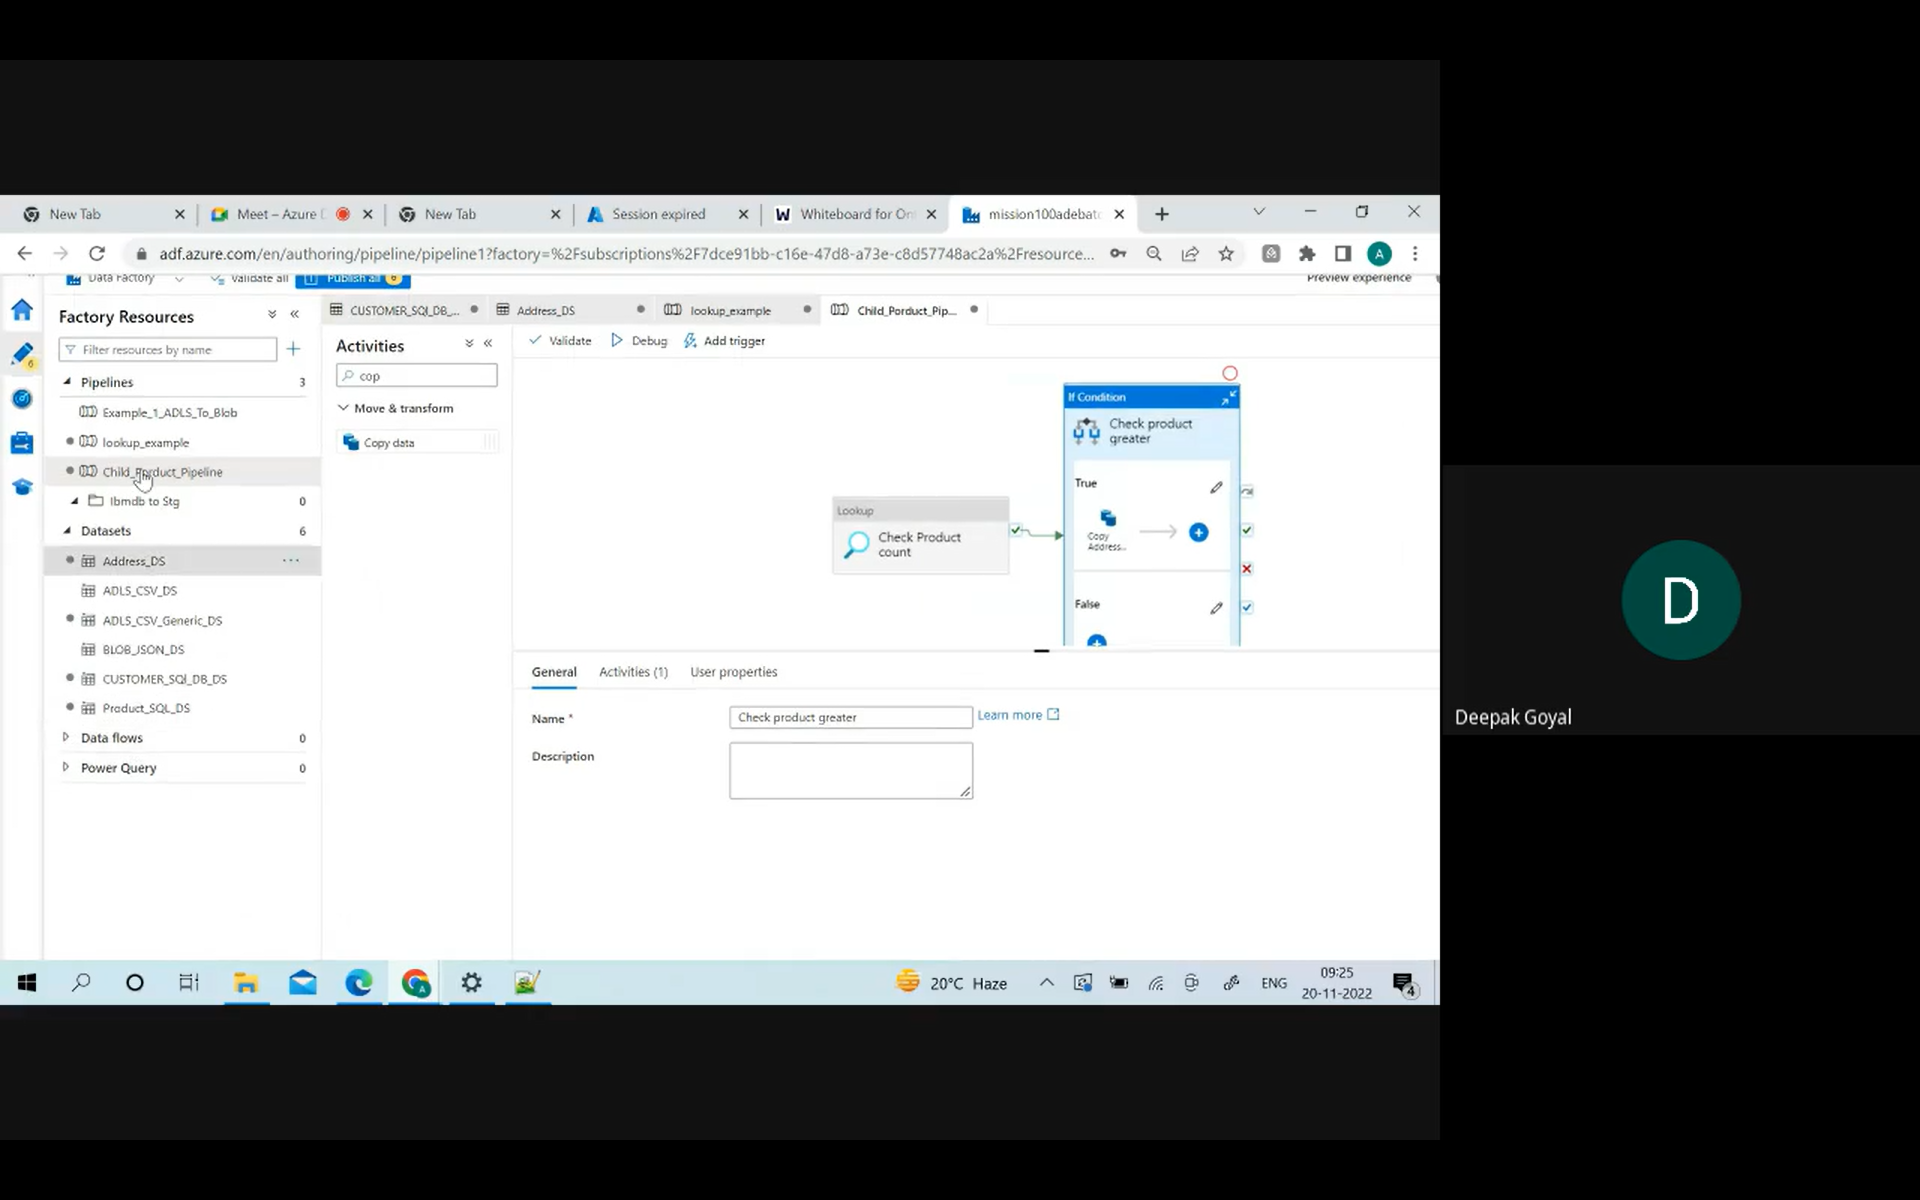 New Tab
Meet – Azure D
New Tab
Session expired
Whiteboard for On
mission100adebatc
adf.azure.com/en/authoring/pipeline/pipeline1?factory=%2Fsubscriptions%2F7dce91bb-c16e-47d8-a73e-c8d57748ac2a%2Fresource...
A
Data Factory
Validate all
Publish all 6
Preview experience
Factory Resources
Filter resources by name
6
Pipelines 3
Example_1_ADLS_To_Blob
lookup_example
Child_Porduct_Pipeline
Ibmdb to Stg 0
Datasets 6
Address_DS
ADLS_CSV_DS
ADLS_CSV_Generic_DS
BLOB_JSON_DS
CUSTOMER_SQl_DB_DS
Product_SQL_DS
Data flows 0
Power Query 0
CUSTOMER_SQl_DB_...
Address_DS
lookup_example
Child_Porduct_Pip...
Activities
cop
Move & transform
Copy data
Validate
Debug
Add trigger
Lookup
Check Product
count
If Condition
Check product
greater
True
Copy
Address...
False
General
Activities (1)
User properties
Name *
Check product greater
Learn more
Description
20°C Haze
ENG
09:25
20-11-2022
4
D
Deepak Goyal